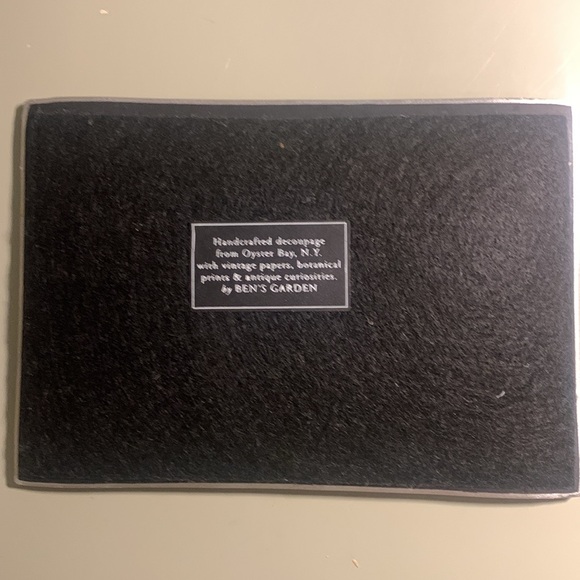 Handcrafted decoupage
from Oyster Bay, N.Y.
with vintage papers, botanical
prints & antique curiosities.
by BEN'S GARDEN